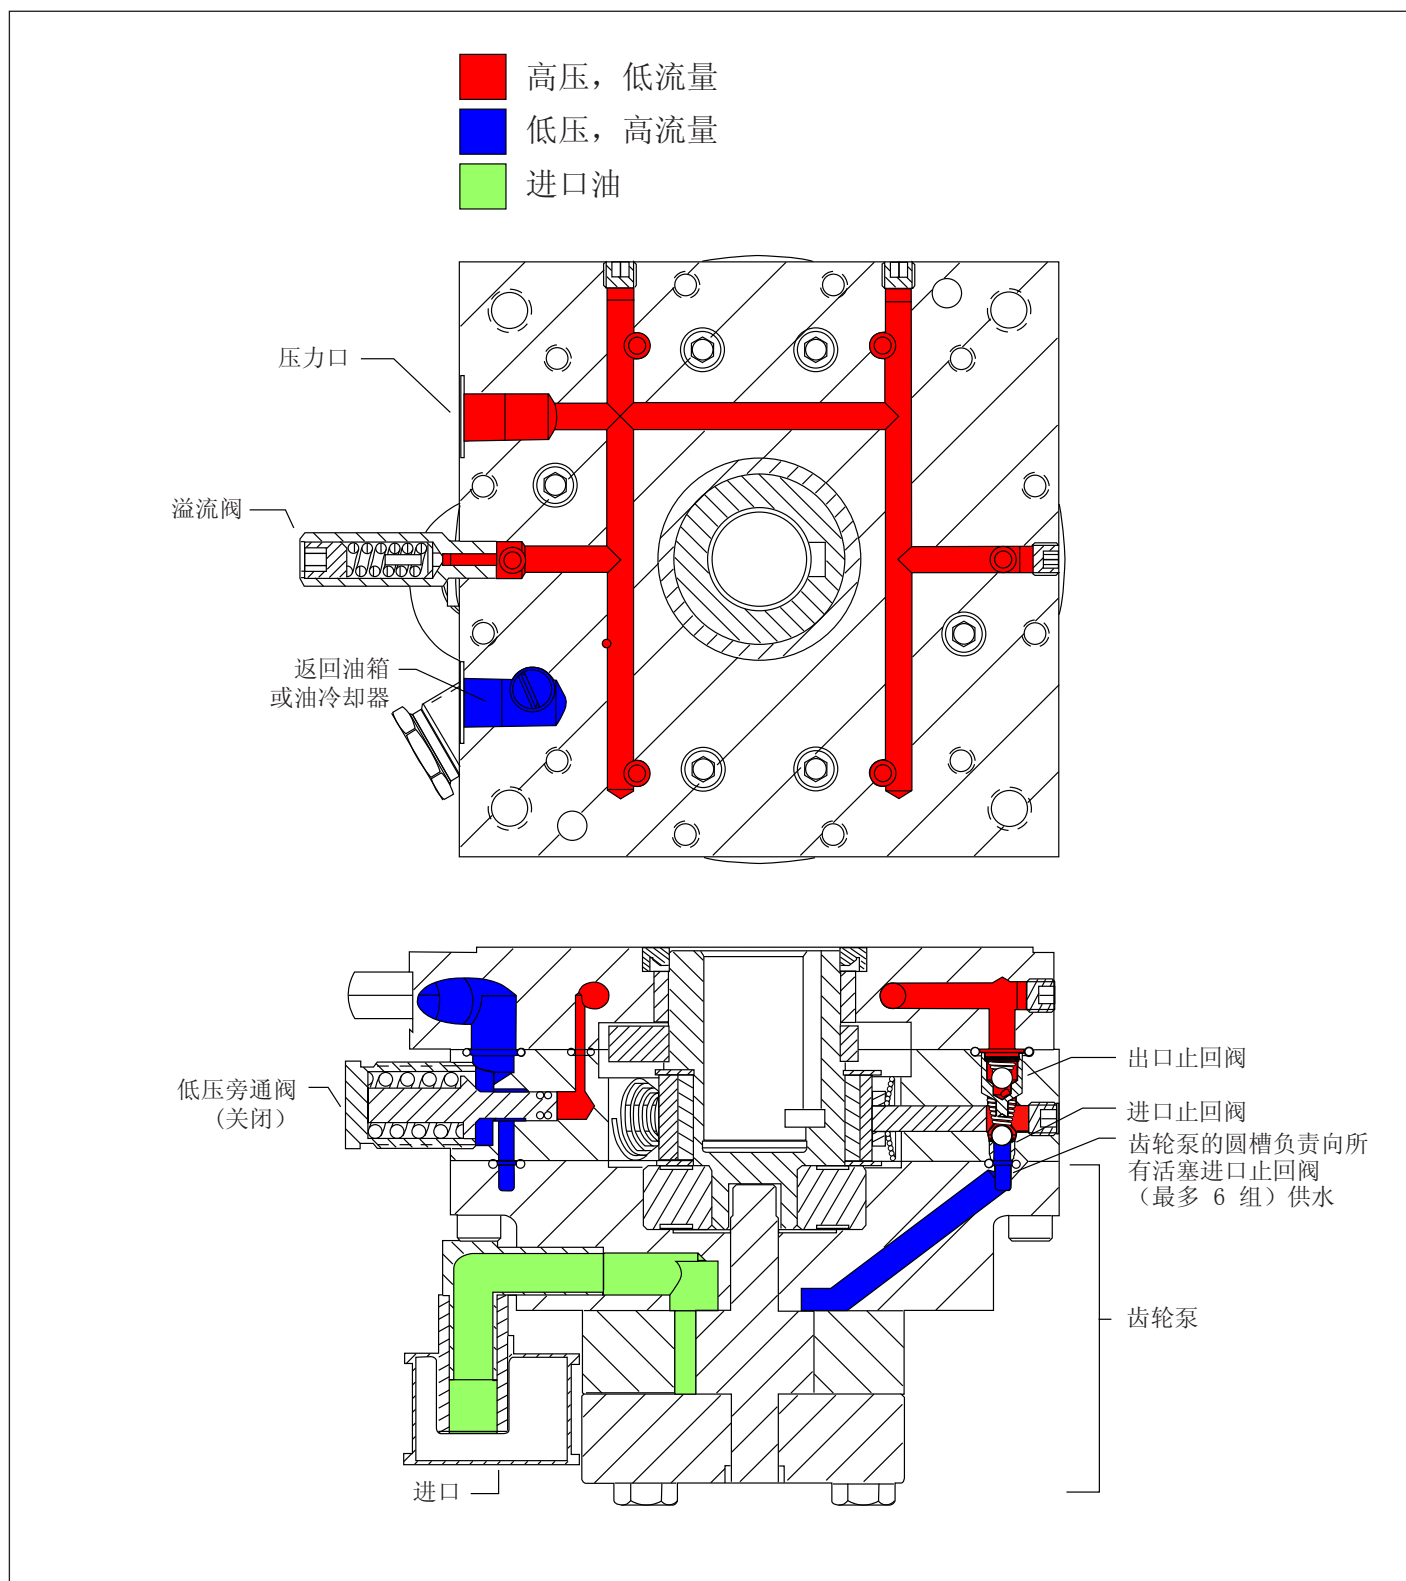 高压，低流量
低压，高流量
进口油
压力口
溢流阀
返回油箱
或油冷却器
低压旁通阀
(关闭）
出口止回阀
进口止回阀
齿轮泵的圆槽负责向所
有活塞进口止回阀
（最多 6 组）供水
齿轮泵
进口